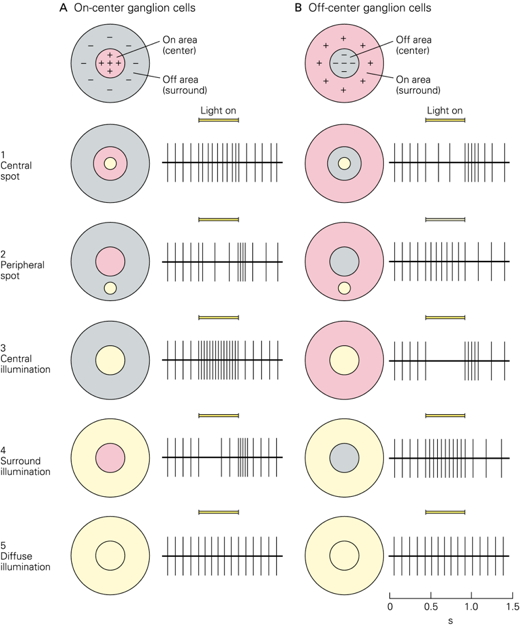 A On-center ganglion cells
B Off-center ganglion cells
On area
(center)
Off area
(surround)
Off area
(center)
On area
(surround)
Light on
1
Central
spot
2
Peripheral
spot
3
Central
illumination
4
Surround
illumination
5
Diffuse
illumination
0 0.5 1.0 1.5
s